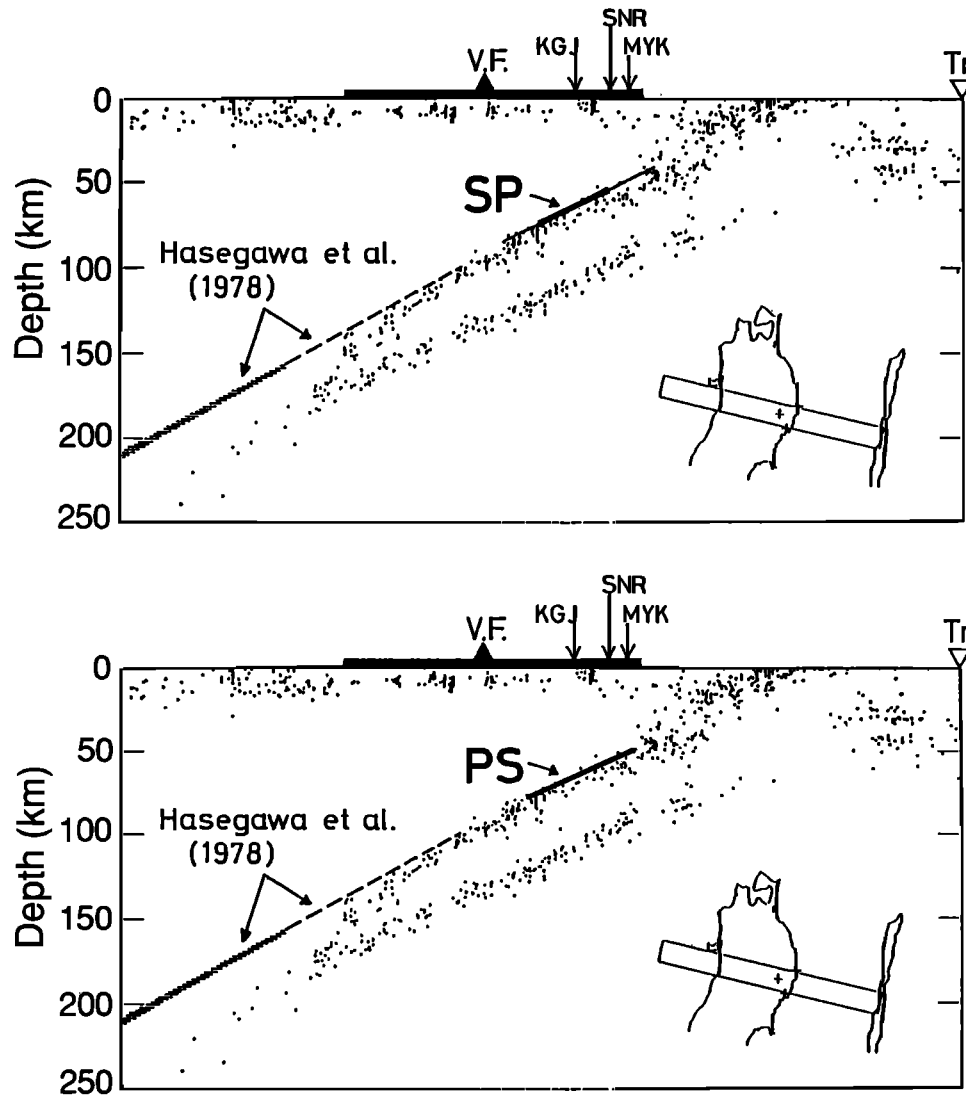 SNR
KGJ MYK
V.F. Tr
0
50
SP
Hasegawa et al.
(1978)
100
150
200
250
Depth (km)
SNR
KGJ MYK
V.F. Tr
0
50
PS
Hasegawa et al.
(1978)
100
150
200
250
Depth (km)